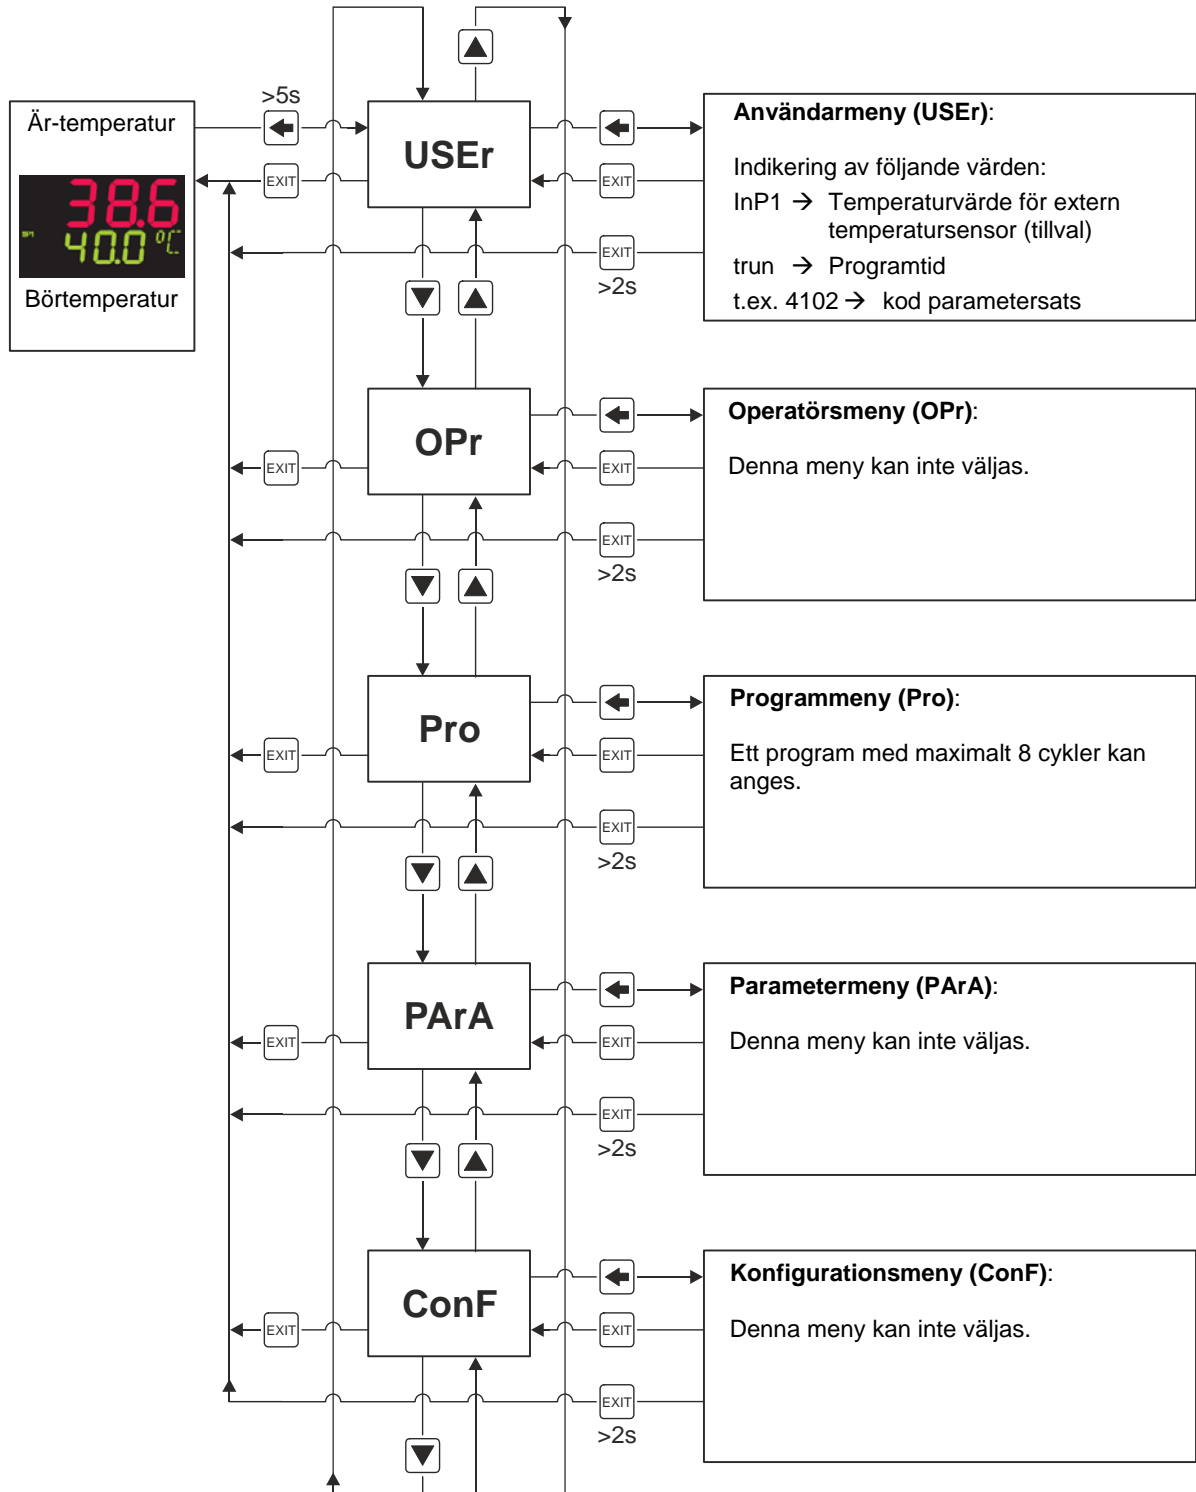 >5s
Är-temperatur
38.6
SP1
40.0 °C
Börtemperatur
USEr
EXIT
EXIT
EXIT
>2s
Användarmeny (USEr):
Indikering av följande värden:
InP1 → Temperaturvärde för extern
temperatursensor (tillval)
trun → Programtid
t.ex. 4102 → kod parametersats
OPr
EXIT
EXIT
EXIT
>2s
Operatörsmeny (OPr):
Denna meny kan inte väljas.
Pro
EXIT
EXIT
EXIT
>2s
Programmeny (Pro):
Ett program med maximalt 8 cykler kan
anges.
PArA
EXIT
EXIT
EXIT
>2s
Parametermeny (PArA):
Denna meny kan inte väljas.
ConF
EXIT
EXIT
EXIT
>2s
Konfigurationsmeny (ConF):
Denna meny kan inte väljas.